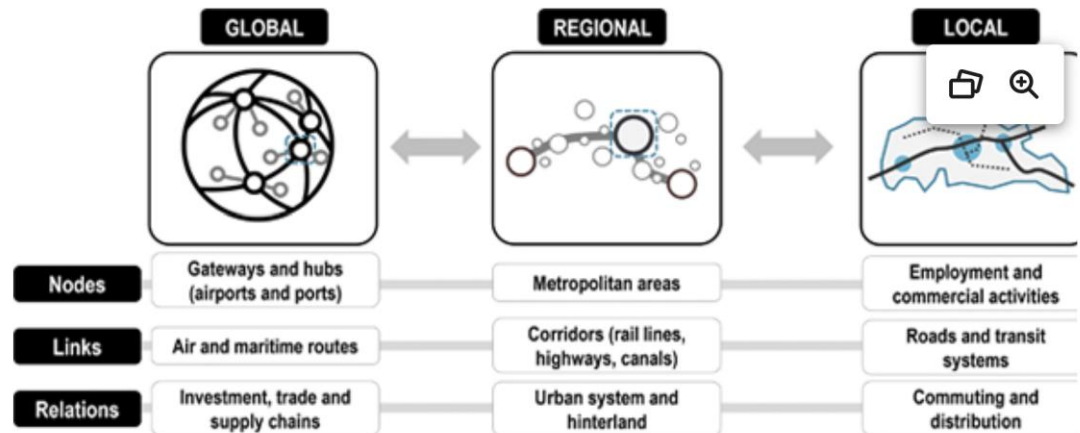 GLOBAL
REGIONAL
LOCAL
Nodes
Gateways and hubs
(airports and ports)
Metropolitan areas
Employment and
commercial activities
Links
Air and maritime routes
Corridors (rail lines,
highways, canals)
Roads and transit
systems
Relations
Investment, trade and
supply chains
Urban system and
hinterland
Commuting and
distribution